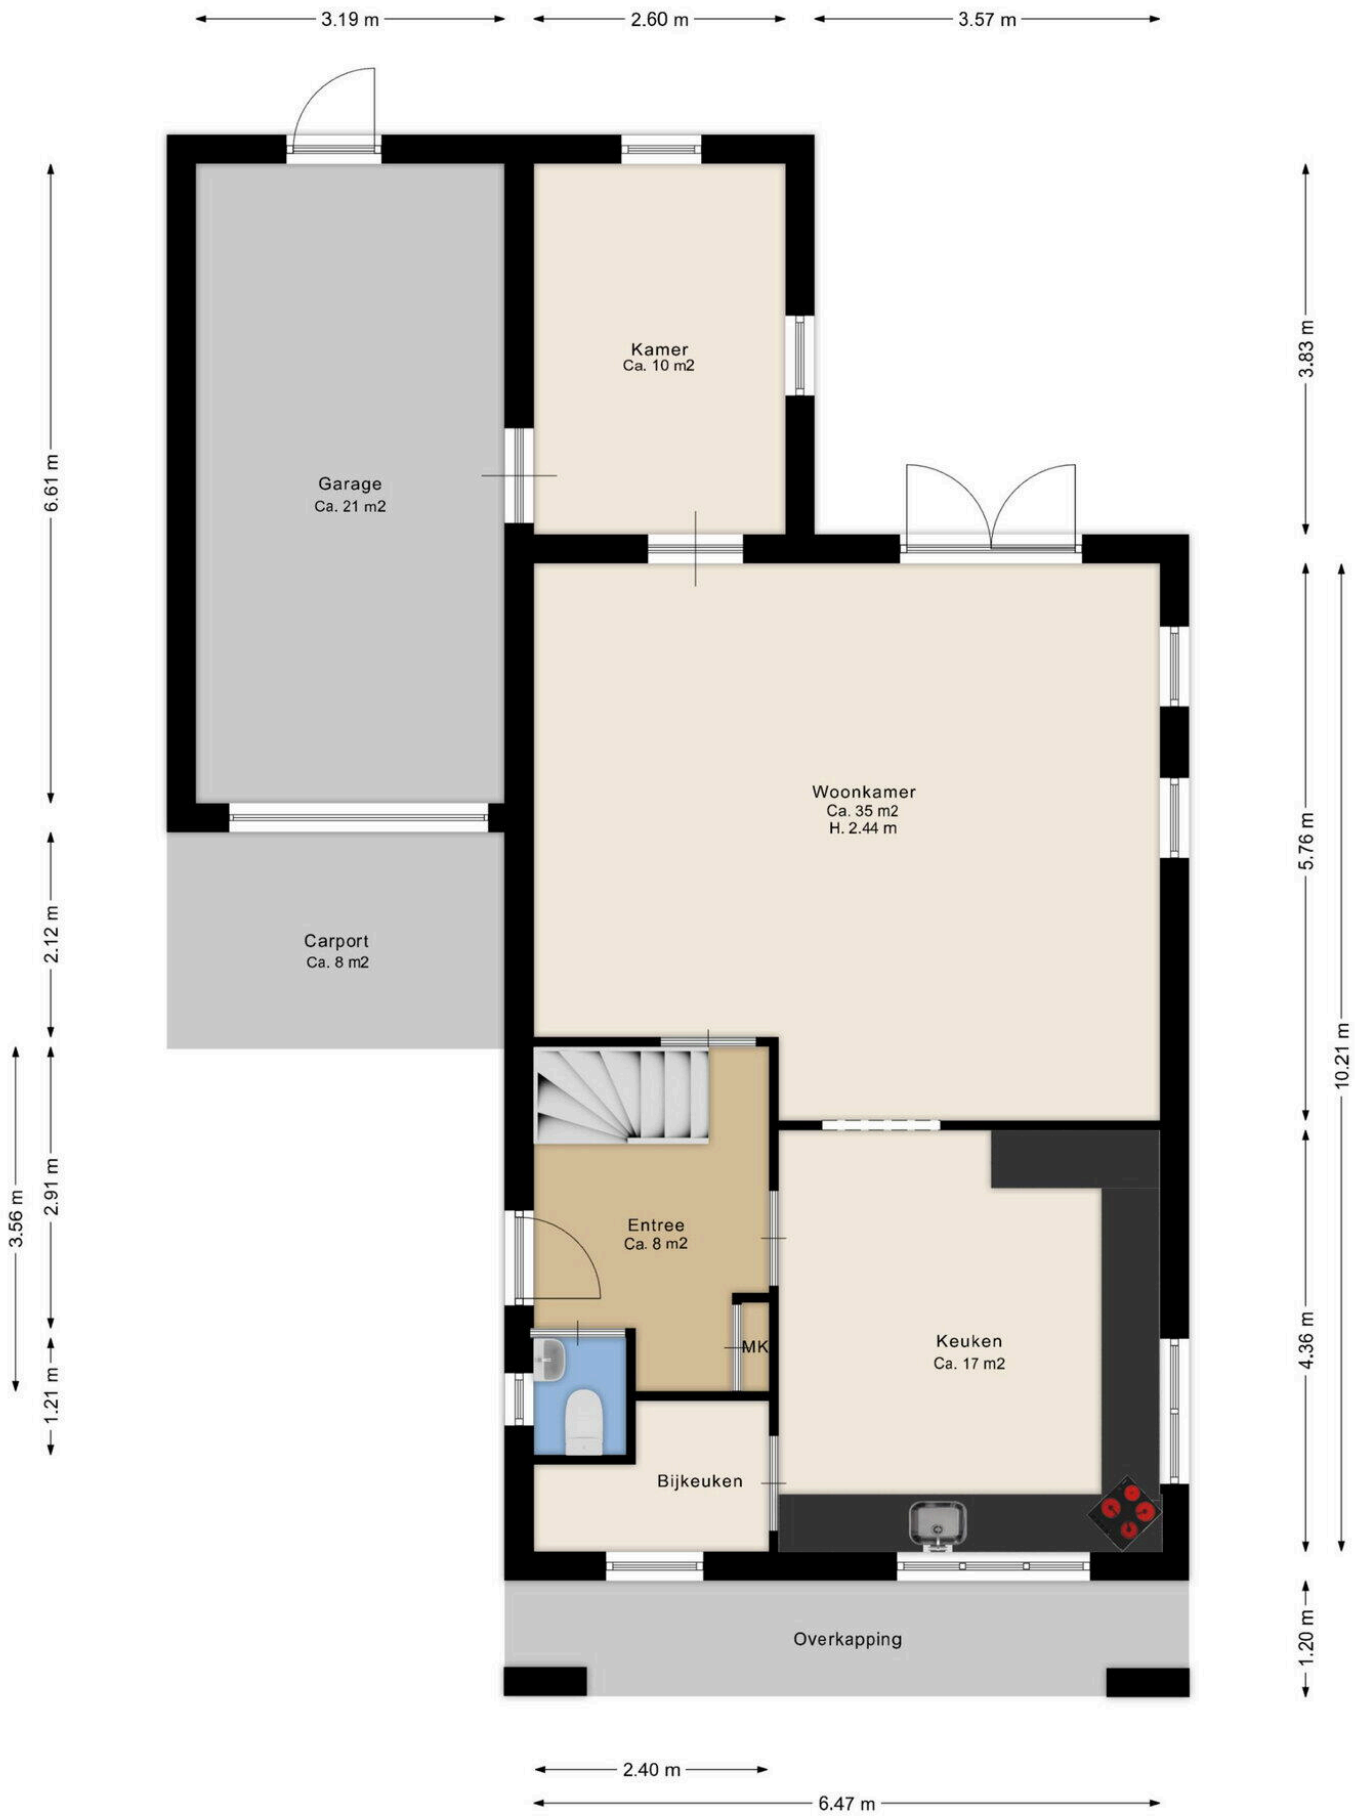 3.19 m
2.60 m
3.57 m
3.83 m
Kamer
Ca. 10 m2
6.61 m
Garage
Ca. 21 m2
Woonkamer
Ca. 35 m2
H. 2.44 m
5.76 m
2.12 m
Carport
Ca. 8 m2
10.21 m
2.91 m
3.56 m
Entree
Ca. 8 m2
MK
Keuken
Ca. 17 m2
4.36 m
1.21 m
Bijkeuken
Overkapping
1.20 m
2.40 m
6.47 m